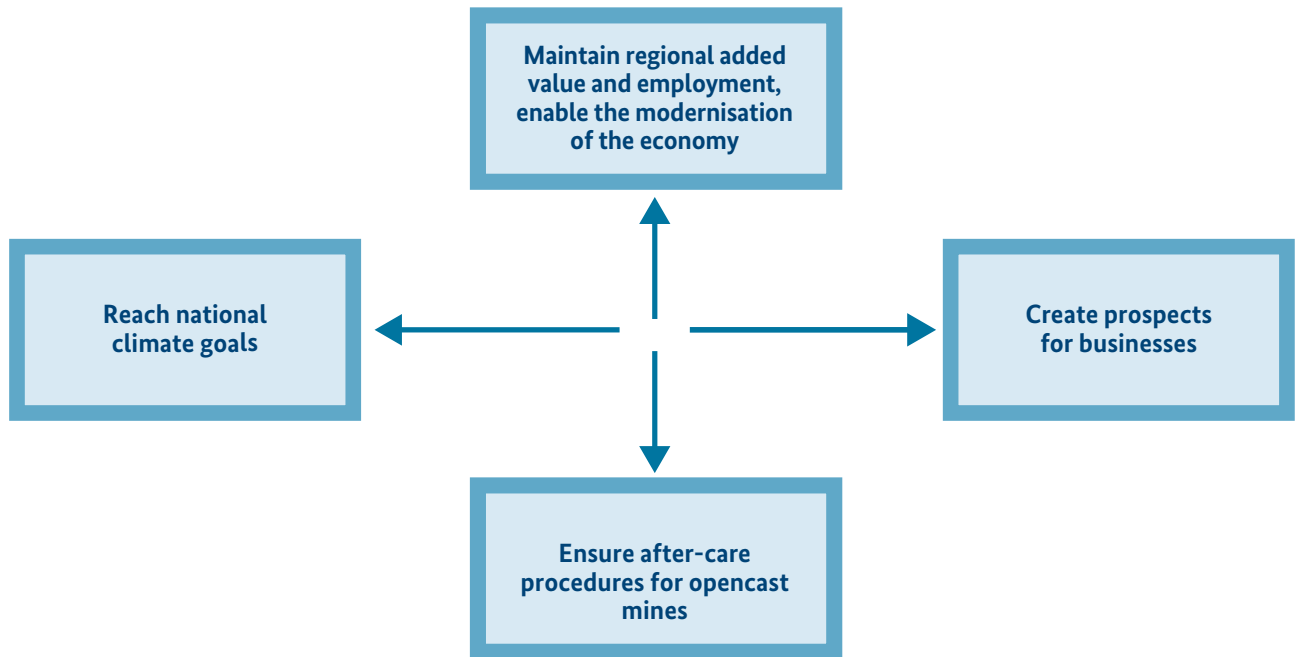 Maintain regional added
value and employment,
enable the modernisation
of the economy
Reach national
climate goals
Create prospects
for businesses
Ensure after-care
procedures for opencast
mines